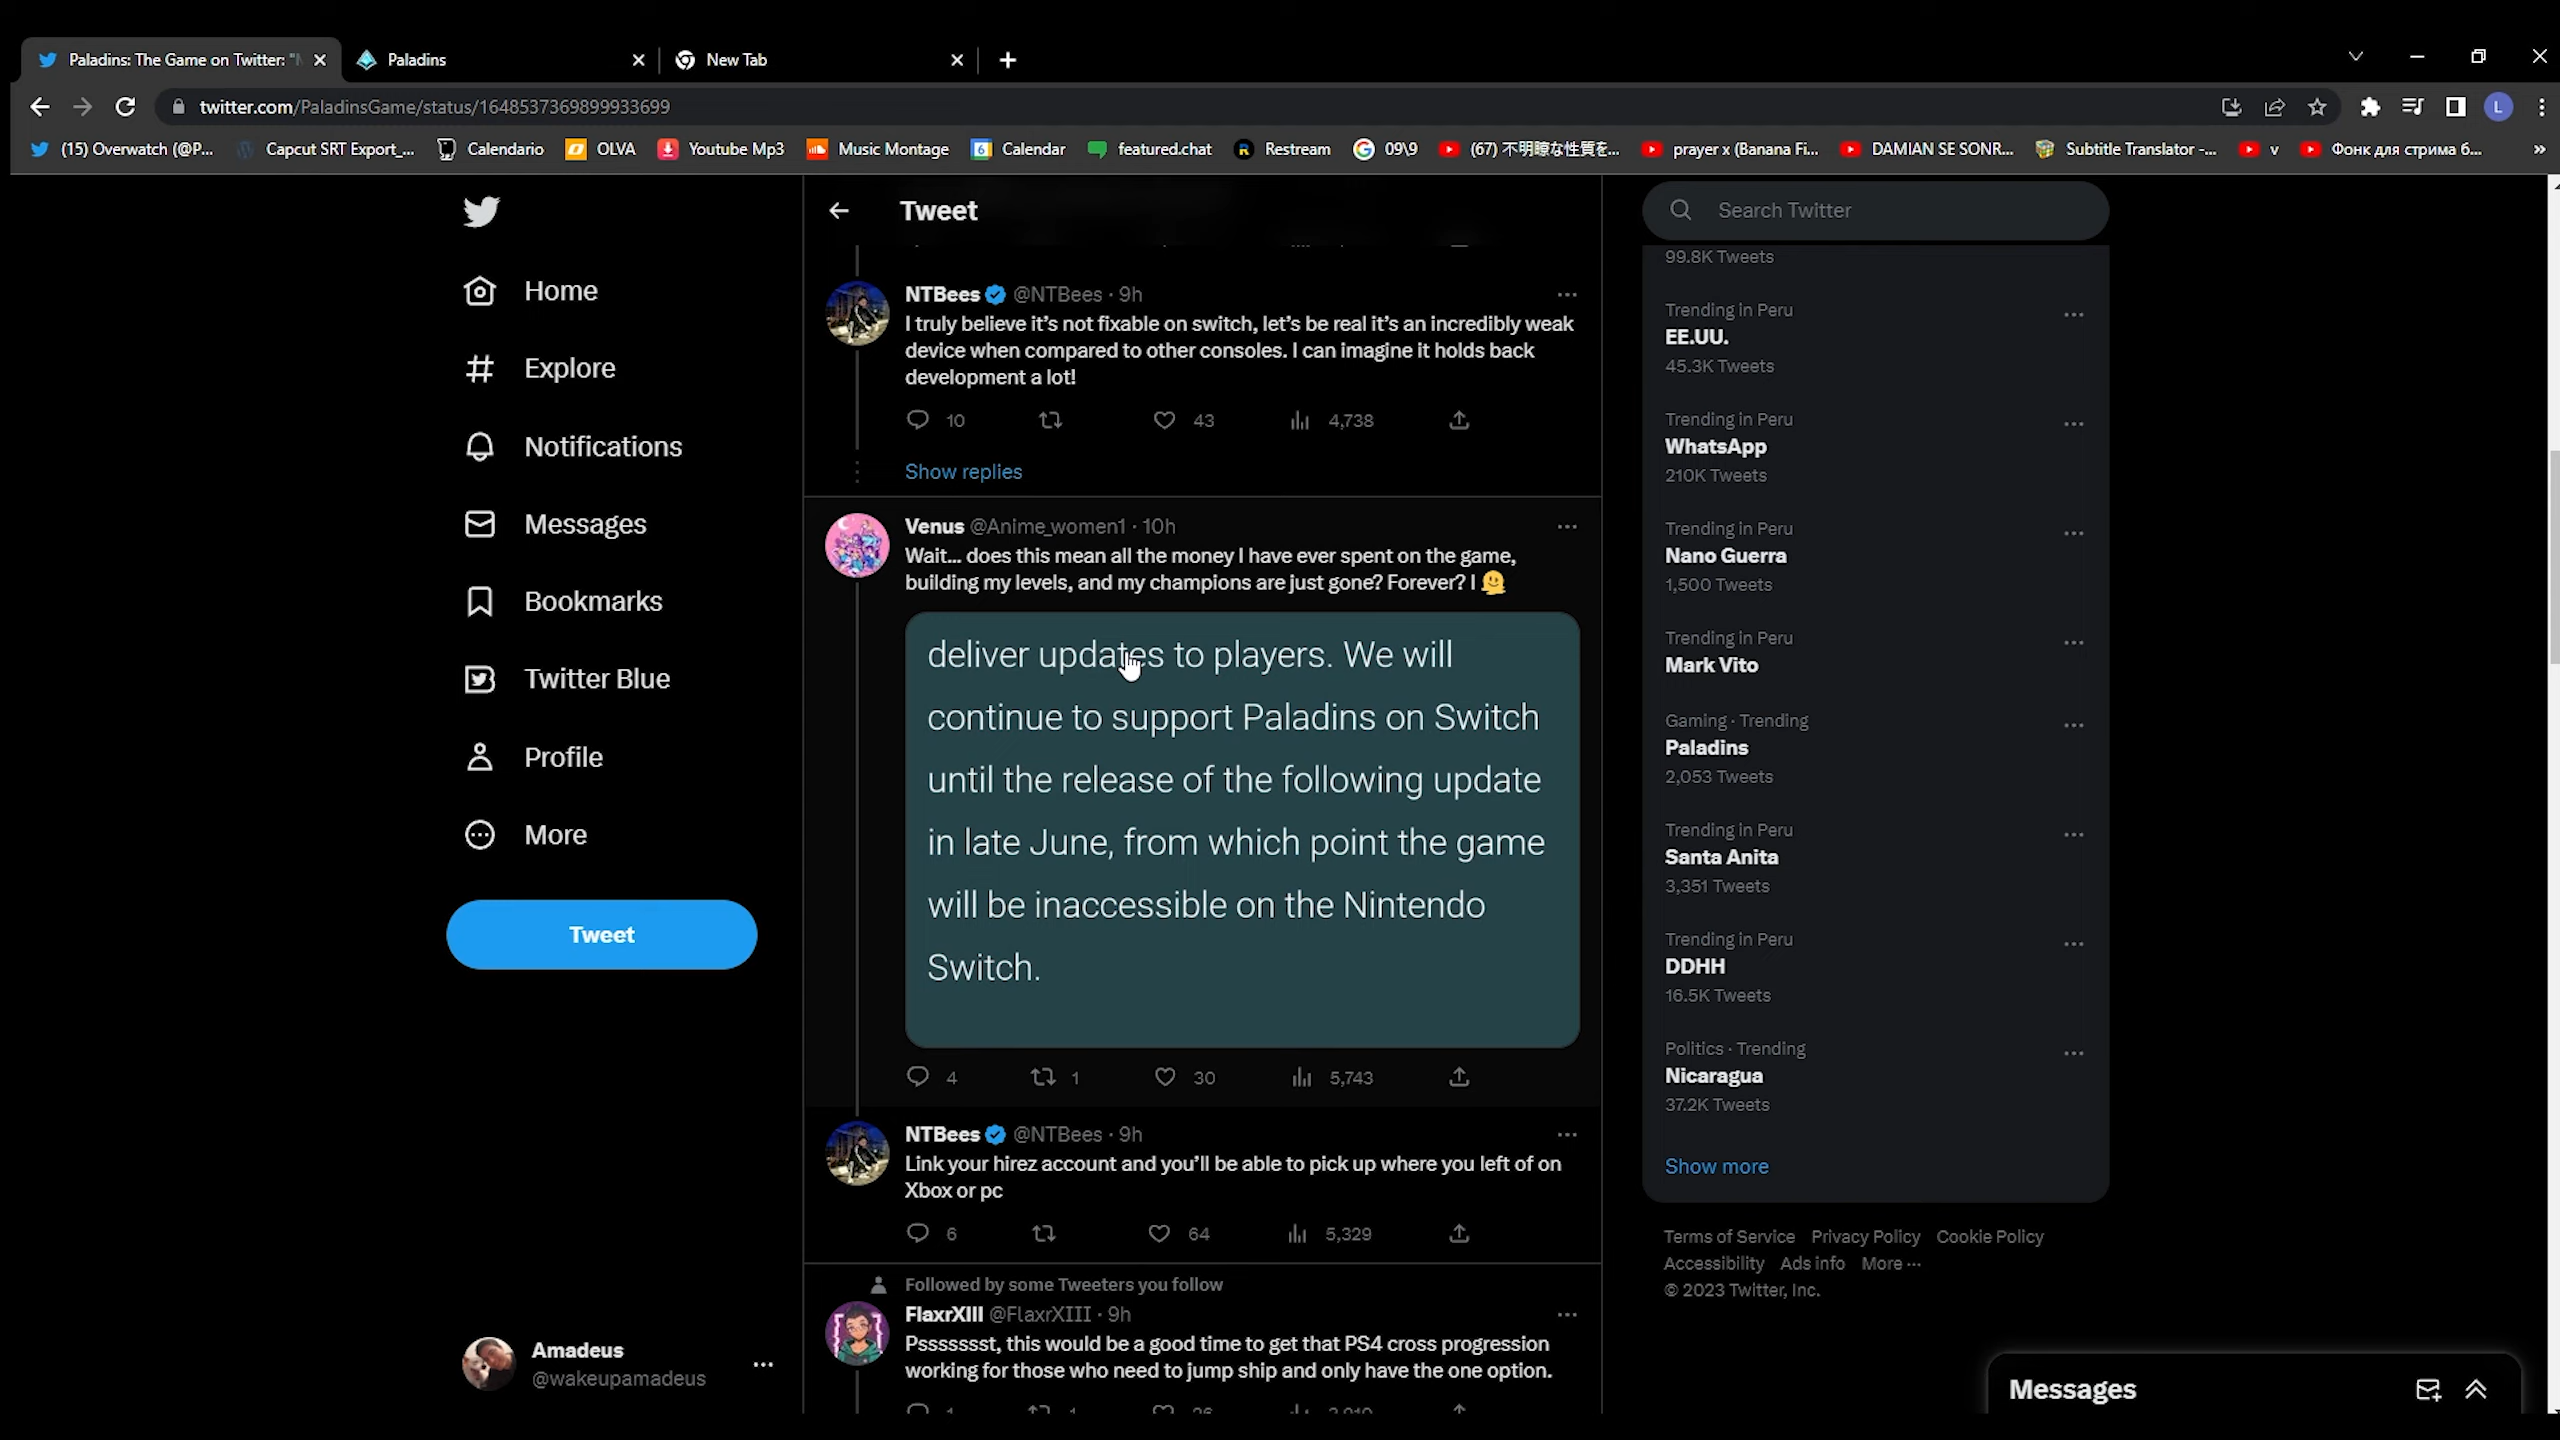 Paladins: The Game on Twitter: "N
Paladins
New Tab
twitter.com/PaladinsGame/status/1648537369899933699
(15) Overwatch (@P...
Capcut SRT Export_...
Calendario
OLVA
Youtube Mp3
Music Montage
Calendar
featured.chat
Restream
09\9
(67) 不明瞭な性質を...
prayer x (Banana Fi...
DAMIAN SE SONR...
Subtitle Translator -...
v
Фонк для стрима б...
Home
Explore
Notifications
Messages
Bookmarks
Twitter Blue
Profile
More
Tweet
Amadeus
@wakeupamadeus
Tweet
NTBees @NTBees · 9h
I truly believe it's not fixable on switch, let's be real it's an incredibly weak
device when compared to other consoles. I can imagine it holds back
development a lot!
10 43 4,738
Show replies
Venus @Anime_women1 · 10h
Wait... does this mean all the money I have ever spent on the game,
building my levels, and my champions are just gone? Forever? I 🫠
deliver updates to players. We will
continue to support Paladins on Switch
until the release of the following update
in late June, from which point the game
will be inaccessible on the Nintendo
Switch.
4 1 30 5,743
NTBees @NTBees · 9h
Link your hirez account and you'll be able to pick up where you left of on
Xbox or pc
6 64 5,329
Followed by some Tweeters you follow
FlaxrXIII @FlaxrXIII · 9h
Psssssssst, this would be a good time to get that PS4 cross progression
working for those who need to jump ship and only have the one option.
Search Twitter
99.8K Tweets
Trending in Peru
EE.UU.
45.3K Tweets
Trending in Peru
WhatsApp
210K Tweets
Trending in Peru
Nano Guerra
1,500 Tweets
Trending in Peru
Mark Vito
Gaming · Trending
Paladins
2,053 Tweets
Trending in Peru
Santa Anita
3,351 Tweets
Trending in Peru
DDHH
16.5K Tweets
Politics · Trending
Nicaragua
37.2K Tweets
Show more
Terms of Service Privacy Policy Cookie Policy
Accessibility Ads info More ···
© 2023 Twitter, Inc.
Messages
L